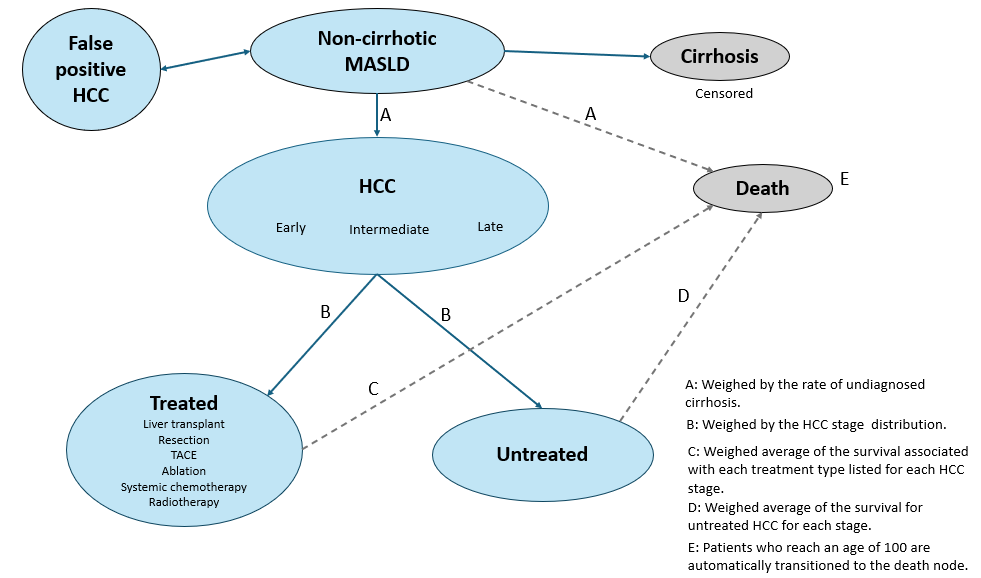 False
positive
HCC
Non-cirrhotic
MASLD
Cirrhosis
Censored
A
A
HCC
Early
Intermediate
Late
Death
E
B
B
C
D
Treated
Liver transplant
Resection
TACE
Ablation
Systemic chemotherapy
Radiotherapy
Untreated
A: Weighed by the rate of undiagnosed
cirrhosis.
B: Weighed by the HCC stage distribution.
C: Weighed average of the survival associated
with each treatment type listed for each HCC
stage.
D: Weighed average of the survival for
untreated HCC for each stage.
E: Patients who reach an age of 100 are
automatically transitioned to the death node.